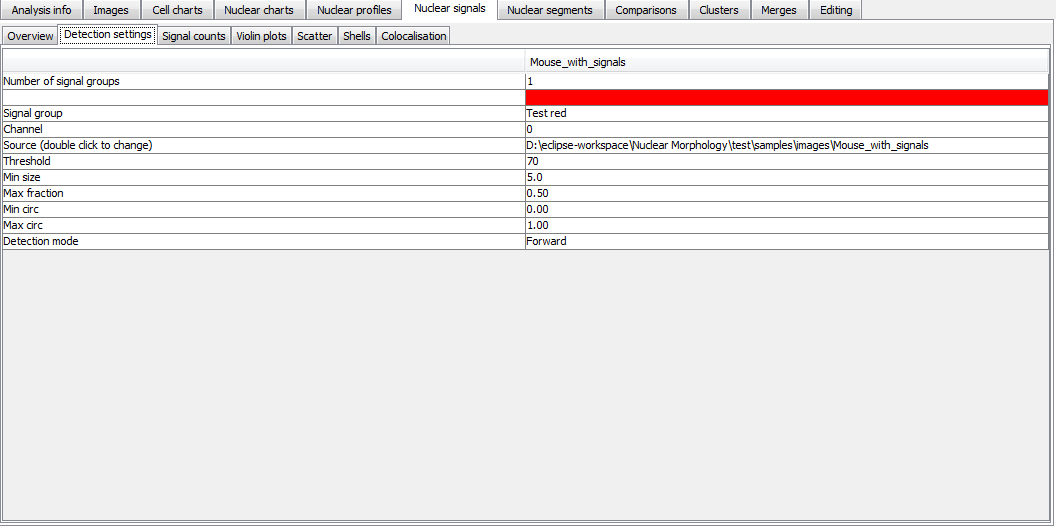 Analysis info Images Cell charts Nuclear charts Nuclear profiles Nuclear signals Nuclear segments Comparisons Clusters Merges Editing
Overview Detection settings Signal counts Violin plots Scatter Shells Colocalisation
Mouse_with_signals
Number of signal groups 1
Signal group Test red
Channel 0
Source (double click to change) D:\eclipse-workspace\Nuclear Morphology\test\samples\images\Mouse_with_signals
Threshold 70
Min size 5.0
Max fraction 0.50
Min circ 0.00
Max circ 1.00
Detection mode Forward